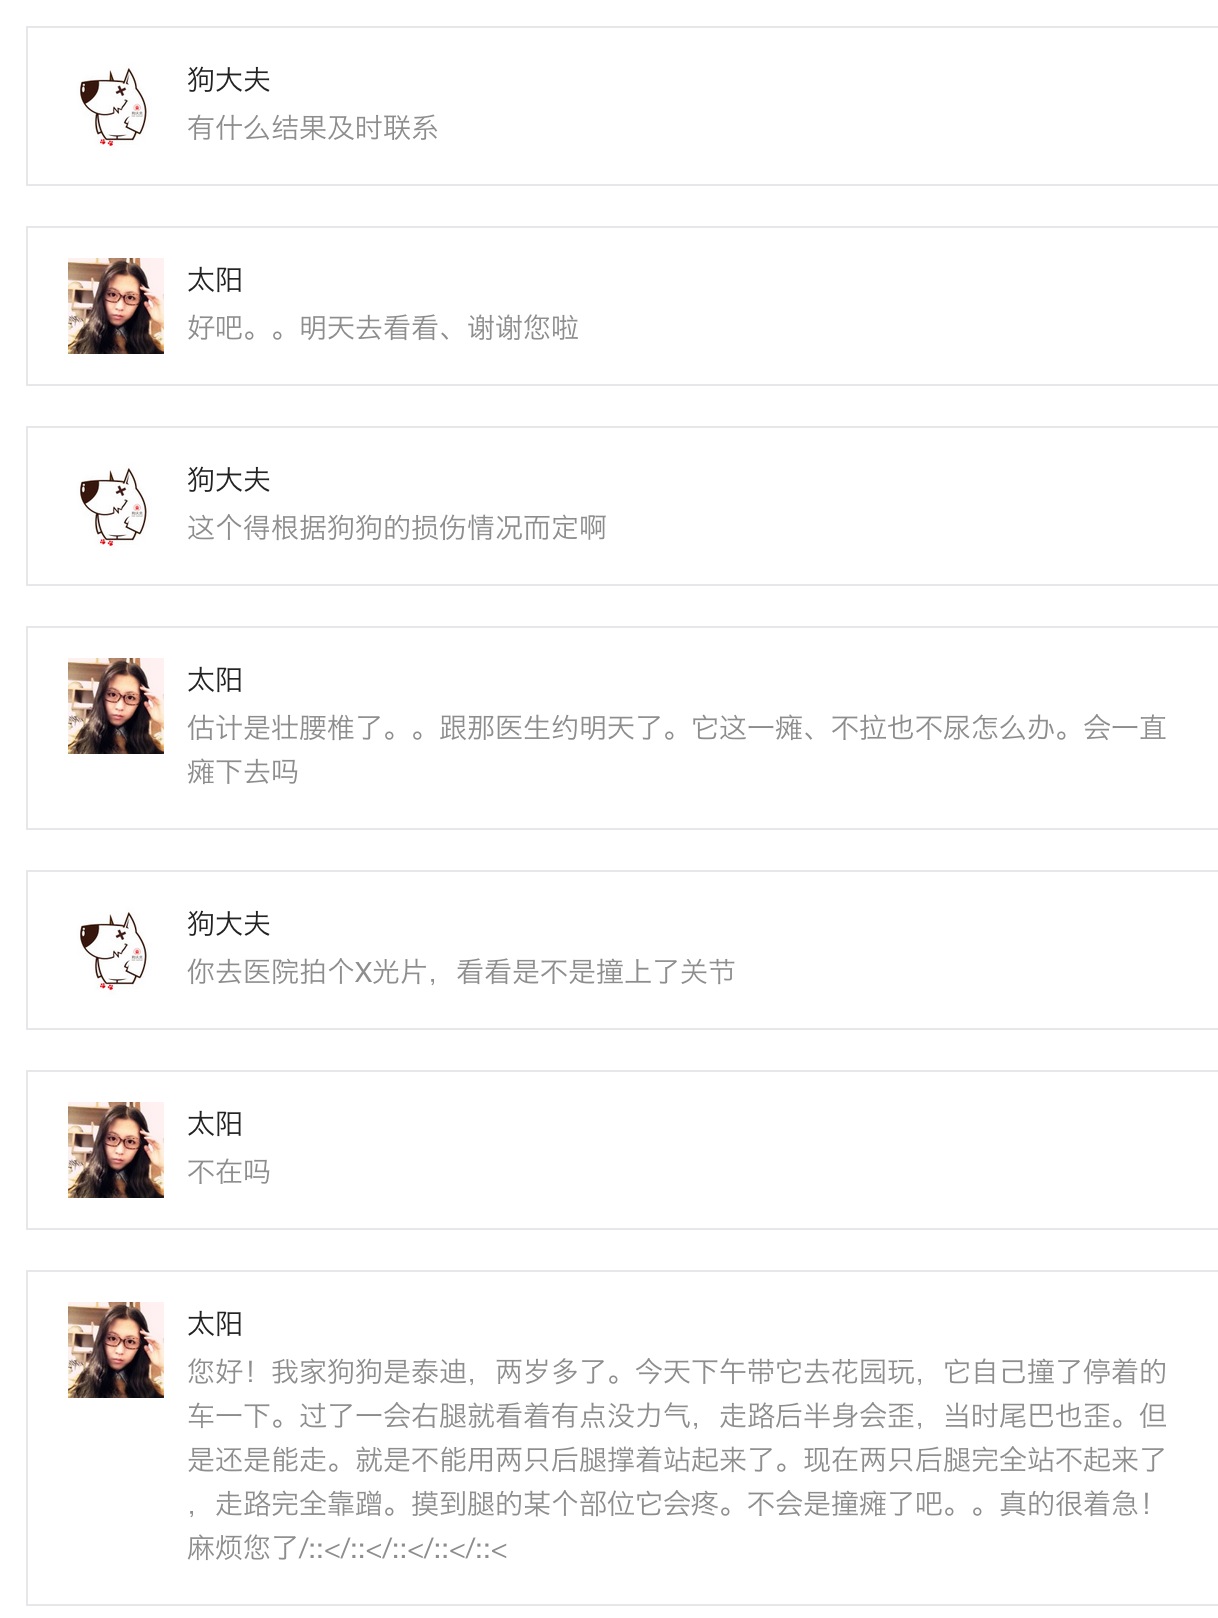 狗大夫
有什么结果及时联系
太阳
好吧。。明天去看看、谢谢您啦
狗大夫
这个得根据狗狗的损伤情况而定啊
太阳
估计是壮腰椎了。。跟那医生约明天了。它这一瘫、不拉也不尿怎么办。会一直
瘫下去吗
狗大夫
你去医院拍个X光片，看看是不是撞上了关节
太阳
不在吗
太阳
您好！我家狗狗是泰迪，两岁多了。今天下午带它去花园玩，它自己撞了停着的
车一下。过了一会右腿就看着有点没力气，走路后半身会歪，当时尾巴也歪。但
是还是能走。就是不能用两只后腿撑着站起来了。现在两只后腿完全站不起来了
，走路完全靠蹭。摸到腿的某个部位它会疼。不会是撞瘫了吧。。真的很着急！
麻烦您了/::</::</::</::</::<